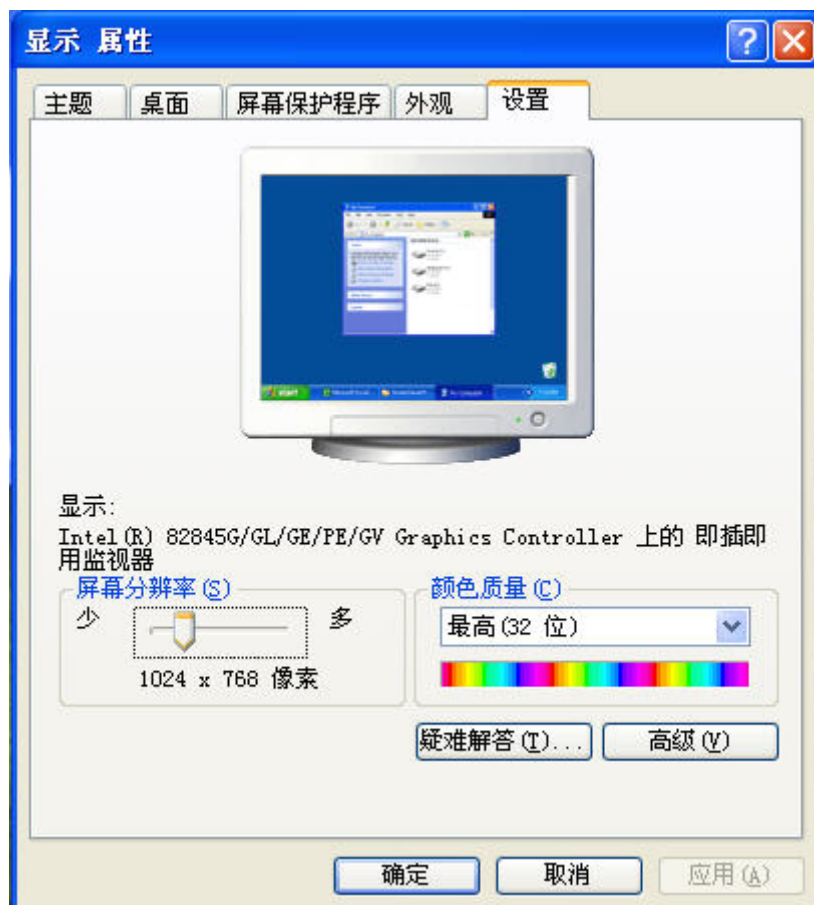 显示 属性
主题 桌面 屏幕保护程序 外观 设置
start
显示:
Intel(R) 82845G/GL/GE/PE/GV Graphics Controller 上的 即插即
用监视器
屏幕分辨率(S) 颜色质量(C)
少 多 最高(32 位)
1024 x 768 像素
疑难解答(T)... 高级(V)
确定 取消 应用(A)